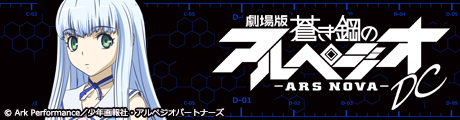 劇場版
蒼き鋼の
アルペジオ
-ARS NOVA-
DC
D-01
© Ark Performance／少年画報社・アルペジオパートナーズ